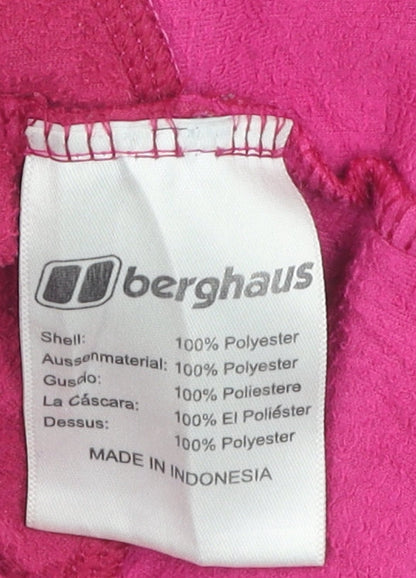 berghaus
Shell: 100% Polyester
Aussenmaterial: 100% Polyester
Guscio: 100% Poliestere
La Cáscara: 100% El Poliéster
Dessus: 100% Polyester
MADE IN INDONESIA